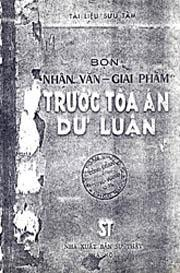 TÀI LIỆU SƯU TẦM
BỌN
"NHÂN VĂN — GIAI PHẨM"
TRƯỚC TÒA ÁN
DƯ LUẬN
ST
NHÀ XUẤT BẢN SỰ THẬT